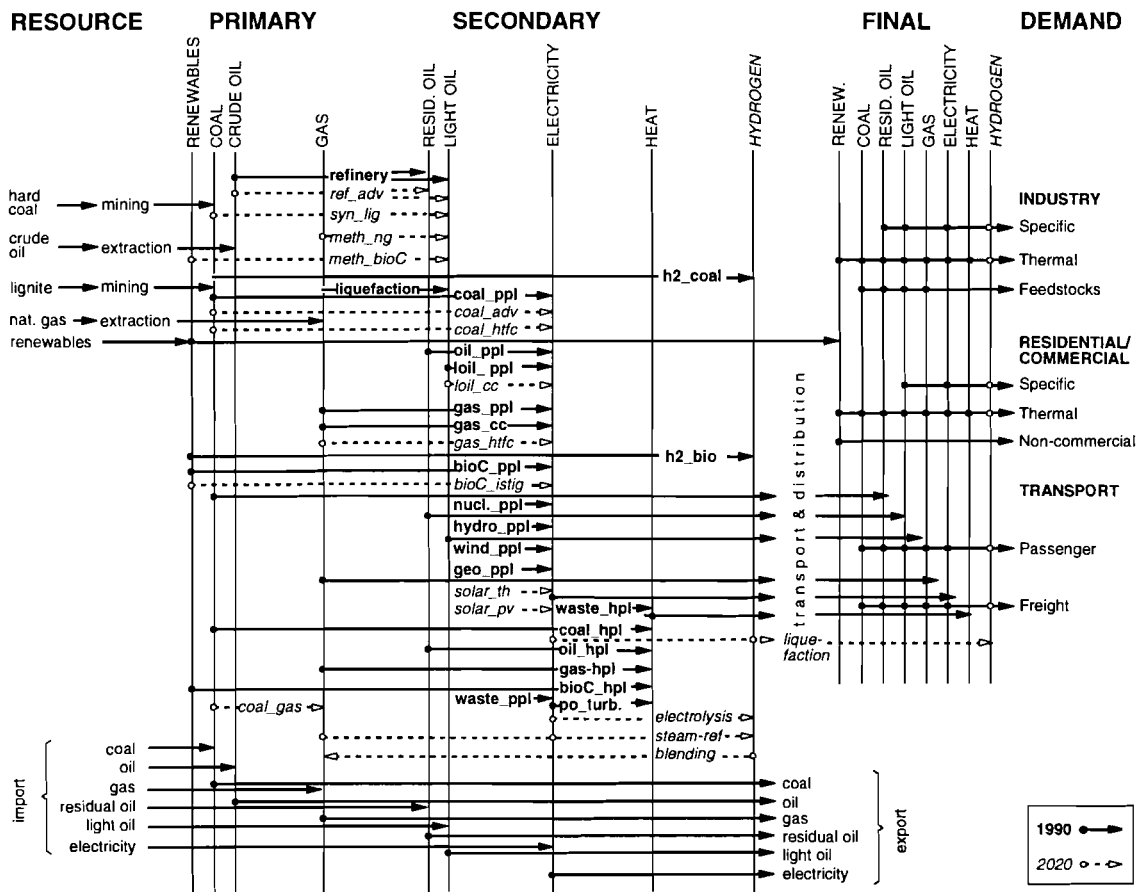 RESOURCE PRIMARY SECONDARY FINAL DEMAND
RENEWABLES
COAL
CRUDE OIL
GAS
RESID. OIL
LIGHT OIL
ELECTRICITY
HEAT
HYDROGEN
RENEW.
COAL
RESID. OIL
LIGHT OIL
GAS
ELECTRICITY
HEAT
HYDROGEN
refinery
ref_adv
hard
coal
mining
syn_lig
INDUSTRY
Specific
meth_ng
crude
oil
extraction
meth_bioC
Thermal
h2_coal
lignite
mining
liquefaction
Feedstocks
coal_ppl
coal_adv
nat. gas
extraction
coal_htfc
renewables
RESIDENTIAL/
COMMERCIAL
oil_ppl
loil_ppl
loil_cc
Specific
gas_ppl
Thermal
gas_cc
gas_htfc
Non-commercial
h2_bio
bioC_ppl
bioC_istig
TRANSPORT
nucl._ppl
hydro_ppl
wind_ppl
Passenger
geo_ppl
solar_th
solar_pv
waste_hpl
Freight
transport & distribution
coal_hpl
lique-
faction
oil_hpl
gas-hpl
bioC_hpl
waste_ppl
po_turb.
coal_gas
electrolysis
steam-ref
blending
import
coal
oil
gas
residual oil
light oil
electricity
coal
oil
gas
residual oil
light oil
electricity
export
1990
2020